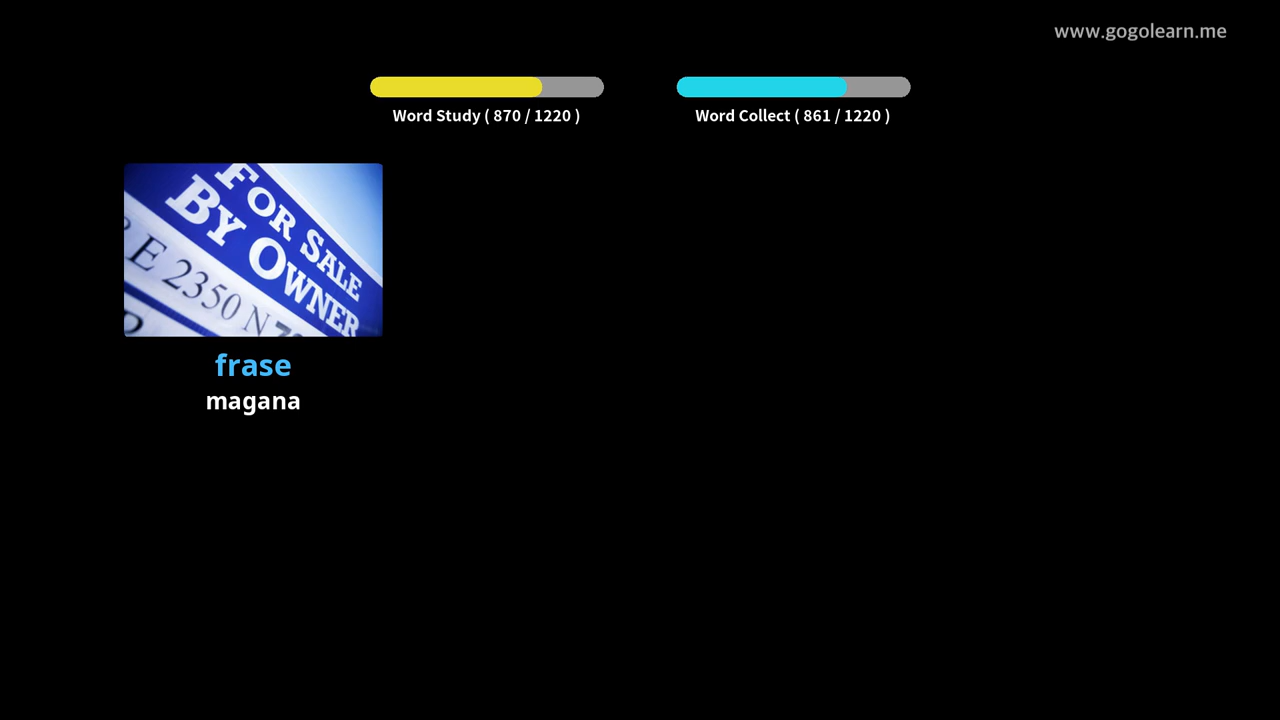 www.gogolearn.me
Word Study ( 870 / 1220 )
Word Collect ( 861 / 1220 )
FOR SALE
BY OWNER
E 2350 N
frase
magana